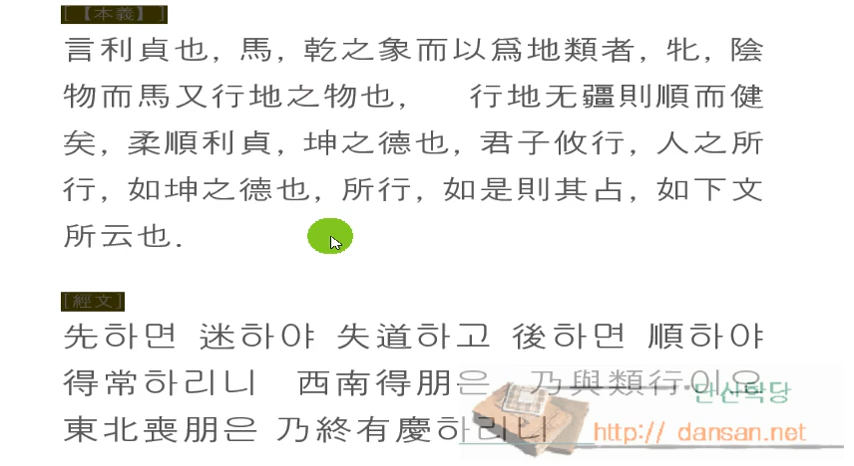 [【本義】]
言利貞也, 馬, 乾之象而以爲地類者, 牝, 陰
物而馬又行地之物也, 行地无疆則順而健
矣, 柔順利貞, 坤之德也, 君子攸行, 人之所
行, 如坤之德也, 所行, 如是則其占, 如下文
所云也.
[經文]
先하면 迷하야 失道하고 後하면 順하야
得常하리니 西南得朋은 乃與類行이오
東北喪朋은 乃終有慶하리니
단산학당
http:// dansan.net